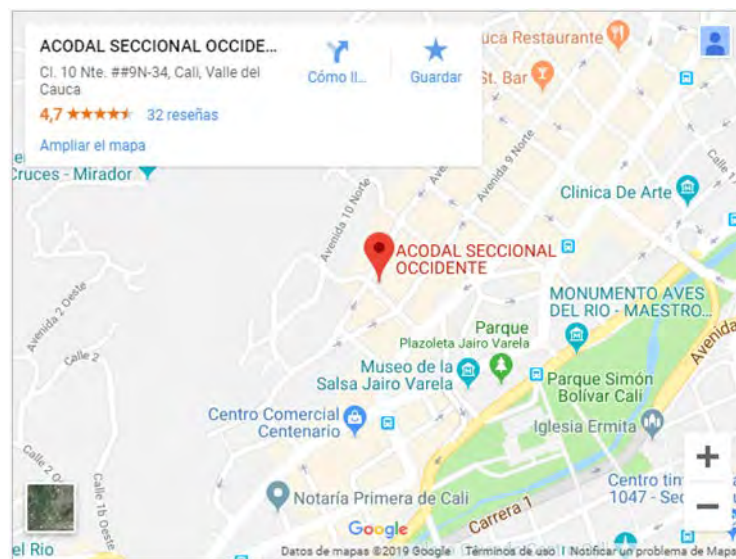 ACODAL SECCIONAL OCCIDE...
Cl. 10 Nte. ##9N-34, Cali, Valle del
Cauca
4,7
32 reseñas
Ampliar el mapa
Cómo ll...
Guardar
uca Restaurante
St. Bar
Cruces - Mirador
Avenida 10 Norte
Avenida 9 Norte
Calle 1
Clinica De Arte
ACODAL SECCIONAL
OCCIDENTE
Avenida 2 Oeste
Calle 2
MONUMENTO AVES
DEL RIO - MAESTRO...
Parque
Plazoleta Jairo Varela
Museo de la
Salsa Jairo Varela
Avenida
Parque Simón
Bolívar Cali
Centro Comercial
Centenario
Iglesia Ermita
Calle 2 O
Calle 1b Oeste
Notaría Primera de Cali
Centro tin
1047 - Sec
Carrera 1
el Rio
Google
Datos de mapas ©2019 Google
Términos de uso
Notificar un problema de Maps